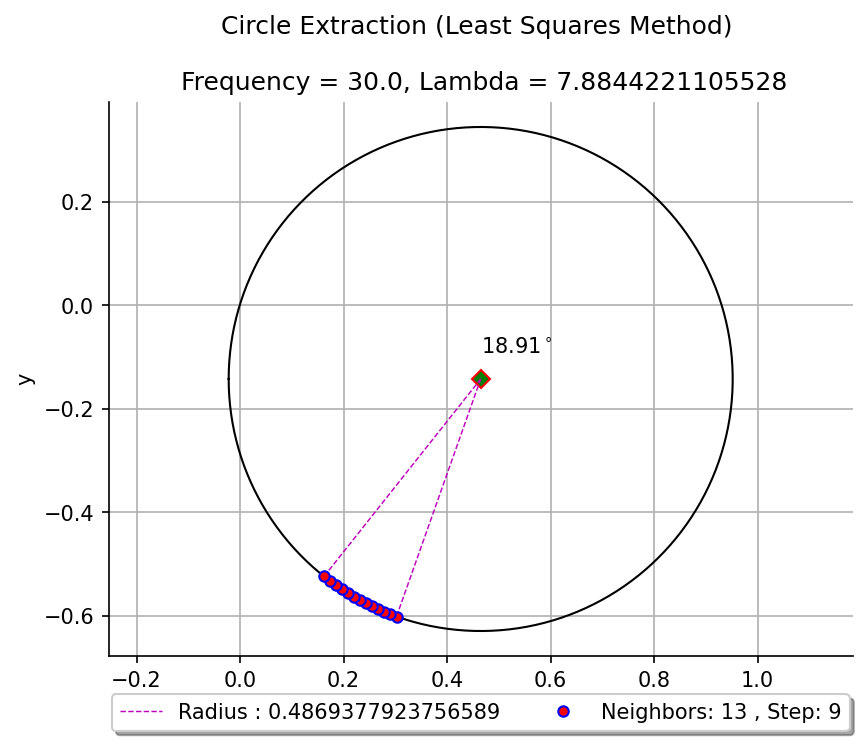 Circle Extraction (Least Squares Method)
Frequency = 30.0, Lambda = 7.8844221105528
0.2
0.0
−0.2
−0.4
−0.6
y
18.91°
−0.2 0.0 0.2 0.4 0.6 0.8 1.0
Radius : 0.4869377923756589 Neighbors: 13 , Step: 9